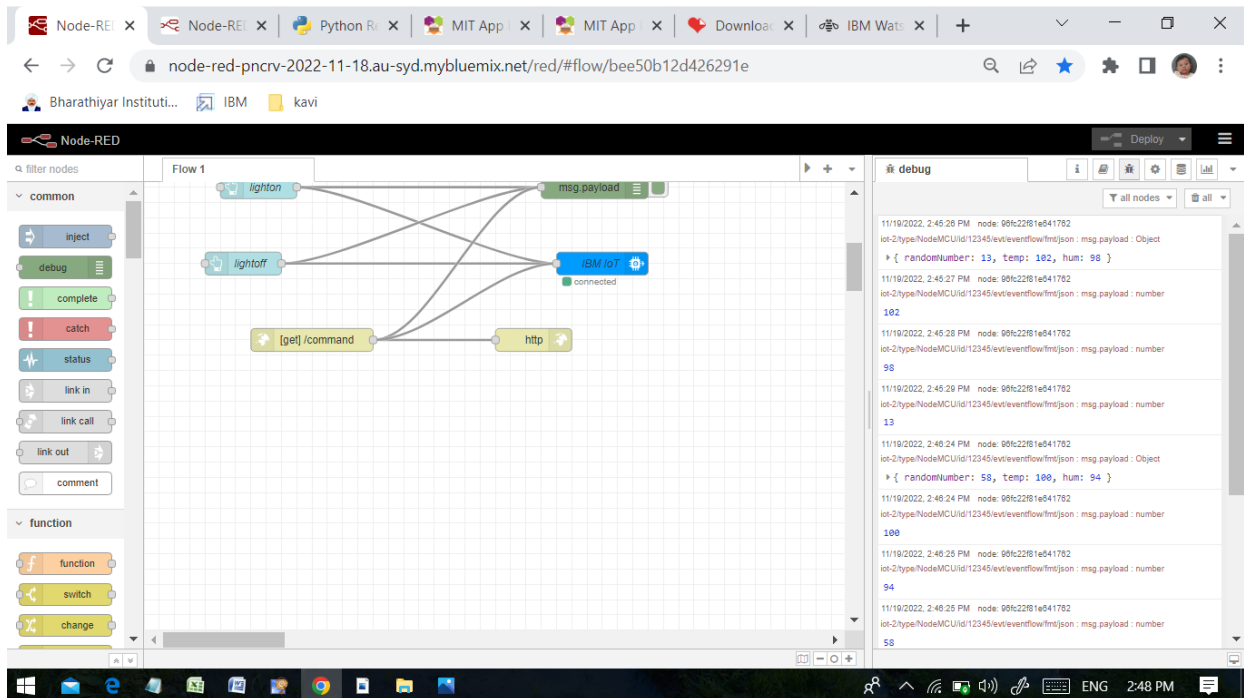 Node-RE
Node-RE
Python Re
MIT App
MIT App
Download
IBM Wats
node-red-pncrv-2022-11-18.au-syd.mybluemix.net/red/#flow/bee50b12d426291e
Bharathiyar Instituti...
IBM
kavi
Node-RED
Deploy
filter nodes
Flow 1
debug
i
common
all nodes
all
inject
debug
complete
catch
status
link in
link call
link out
comment
function
function
switch
change
lighton
msg.payload
lightoff
IBM IoT
connected
[get] /command
http
11/19/2022, 2:45:26 PM node: 96fc22f81e641762
iot-2/type/NodeMCU/id/12345/evt/eventflow/fmt/json : msg.payload : Object
{ randomNumber: 13, temp: 102, hum: 98 }
11/19/2022, 2:45:27 PM node: 96fc22f81e641762
iot-2/type/NodeMCU/id/12345/evt/eventflow/fmt/json : msg.payload : number
102
11/19/2022, 2:45:28 PM node: 96fc22f81e641762
iot-2/type/NodeMCU/id/12345/evt/eventflow/fmt/json : msg.payload : number
98
11/19/2022, 2:45:29 PM node: 96fc22f81e641762
iot-2/type/NodeMCU/id/12345/evt/eventflow/fmt/json : msg.payload : number
13
11/19/2022, 2:46:24 PM node: 96fc22f81e641762
iot-2/type/NodeMCU/id/12345/evt/eventflow/fmt/json : msg.payload : Object
{ randomNumber: 58, temp: 100, hum: 94 }
11/19/2022, 2:46:24 PM node: 96fc22f81e641762
iot-2/type/NodeMCU/id/12345/evt/eventflow/fmt/json : msg.payload : number
100
11/19/2022, 2:46:25 PM node: 96fc22f81e641762
iot-2/type/NodeMCU/id/12345/evt/eventflow/fmt/json : msg.payload : number
94
11/19/2022, 2:46:25 PM node: 96fc22f81e641762
iot-2/type/NodeMCU/id/12345/evt/eventflow/fmt/json : msg.payload : number
58
ENG 2:48 PM